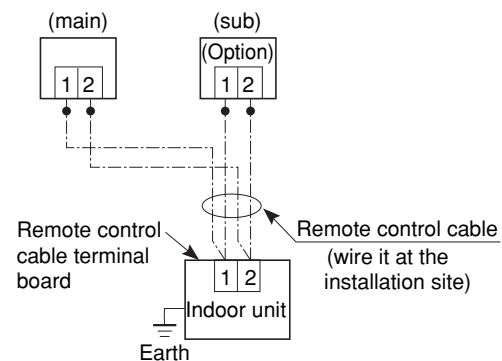 (main)
(sub)
(Option)
1 2
1 2
Remote control
cable terminal
board
Remote control cable
(wire it at the
installation site)
1 2
Indoor unit
Earth